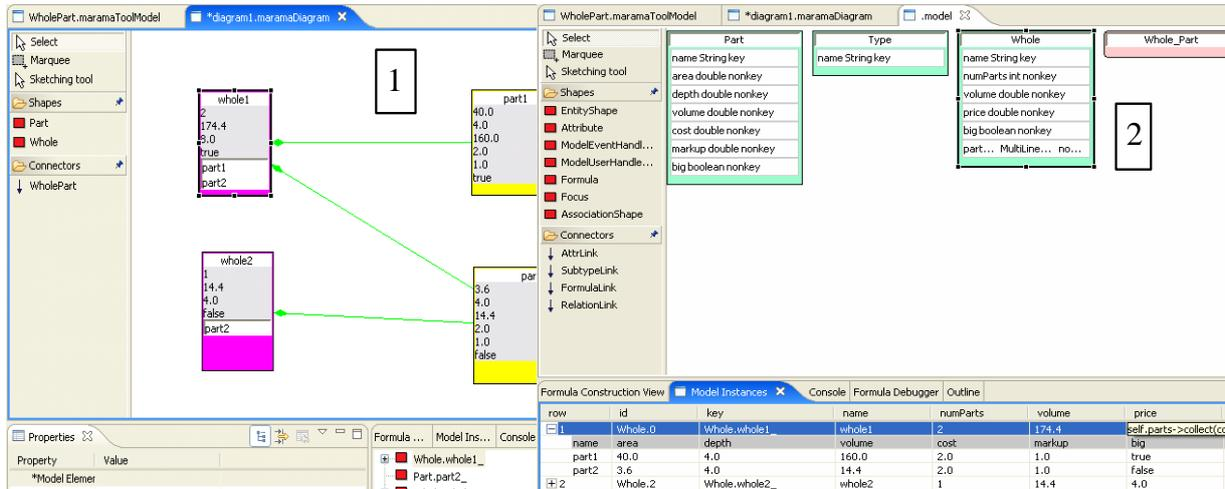 WholePart.maramaToolModel
*diagram1.maramaDiagram
Select
Marquee
Sketching tool
Shapes
Part
Whole
Connectors
WholePart
1
whole1
2
174.4
8.0
true
part1
part2
part1
40.0
4.0
160.0
2.0
1.0
true
whole2
1
14.4
4.0
false
part2
par
3.6
4.0
14.4
2.0
1.0
false
Properties
Property Value
*Model Elemer
Formula ... Model Ins... Console
Whole.whole1_
Part.part2_
WholePart.maramaToolModel
*diagram1.maramaDiagram
.model
Select
Marquee
Sketching tool
Shapes
EntityShape
Attribute
ModelEventHandl...
ModelUserHandle...
Formula
Focus
AssociationShape
Connectors
AttrLink
SubtypeLink
FormulaLink
RelationLink
Part
name String key
area double nonkey
depth double nonkey
volume double nonkey
cost double nonkey
markup double nonkey
big boolean nonkey
Type
name String key
Whole
name String key
numParts int nonkey
volume double nonkey
price double nonkey
big boolean nonkey
part... MultiLine... no...
Whole_Part
2
Formula Construction View Model Instances Console Formula Debugger Outline
row id key name numParts volume price
1 Whole.0 Whole.whole1_ whole1 2 174.4 self.parts->collect(co
name area depth volume cost markup big
part1 40.0 4.0 160.0 2.0 1.0 true
part2 3.6 4.0 14.4 2.0 1.0 false
2 Whole.2 Whole.whole2_ whole2 1 14.4 4.0